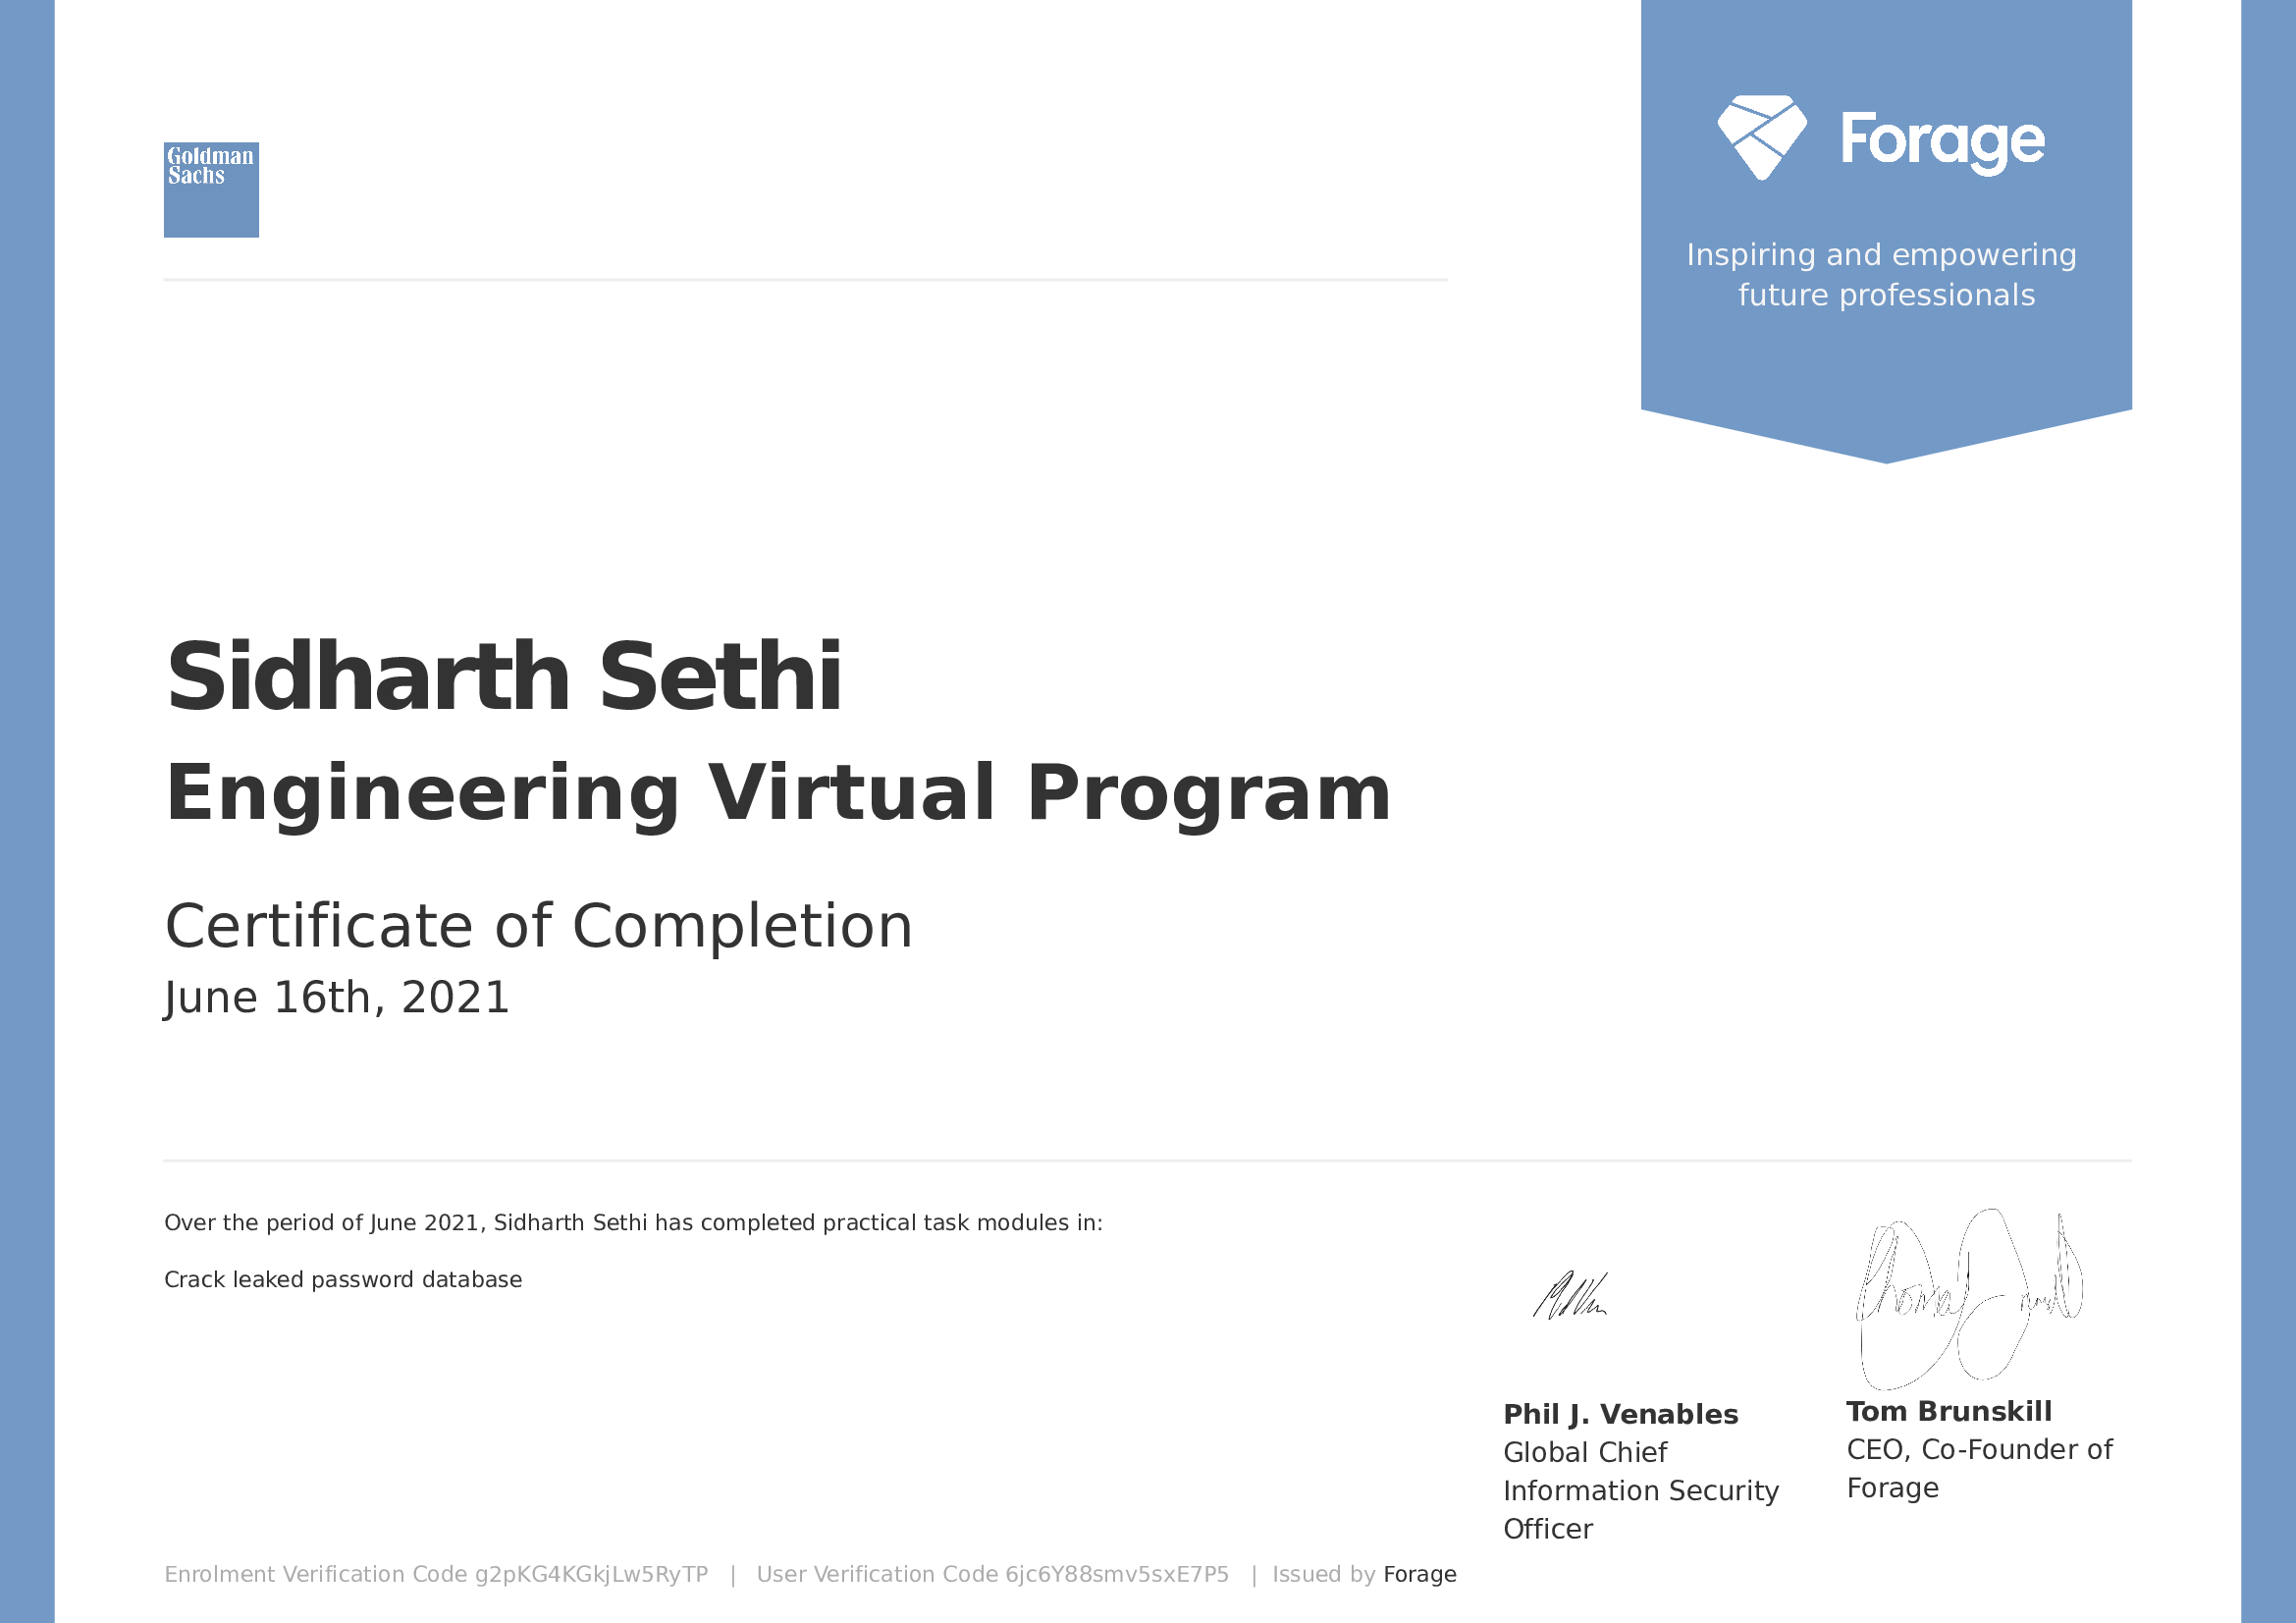 Goldman
Sachs
Forage
Inspiring and empowering
future professionals
Sidharth Sethi
Engineering Virtual Program
Certificate of Completion
June 16th, 2021
Over the period of June 2021, Sidharth Sethi has completed practical task modules in:
Crack leaked password database
Phil J. Venables
Global Chief
Information Security
Officer
Tom Brunskill
CEO, Co-Founder of
Forage
Enrolment Verification Code g2pKG4KGkjLw5RyTP | User Verification Code 6jc6Y88smv5sxE7P5 | Issued by Forage